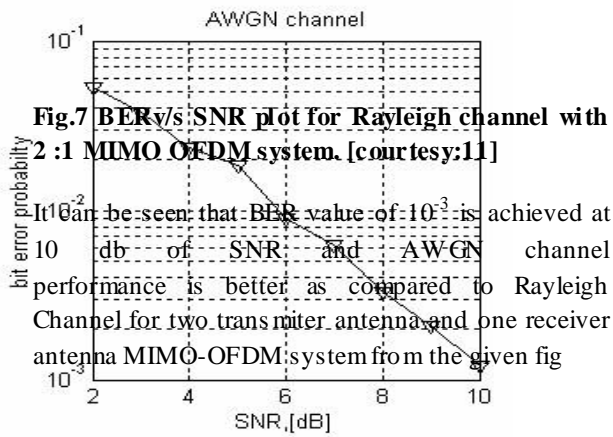 AWGN channel
10-1
Fig.7 BERv/s SNR plot for Rayleigh channel with
2 :1 MIMO OFDM system. [courtesy:11]
10-2
It can be seen that BER value of 10-3 is achieved at
10 db of SNR and AWGN channel
performance is better as compared to Rayleigh
Channel for two transmiter antenna and one receiver
antenna MIMO-OFDM system from the given fig
bit error probabilty
10-3
2 4 6 8 10
SNR,[dB]